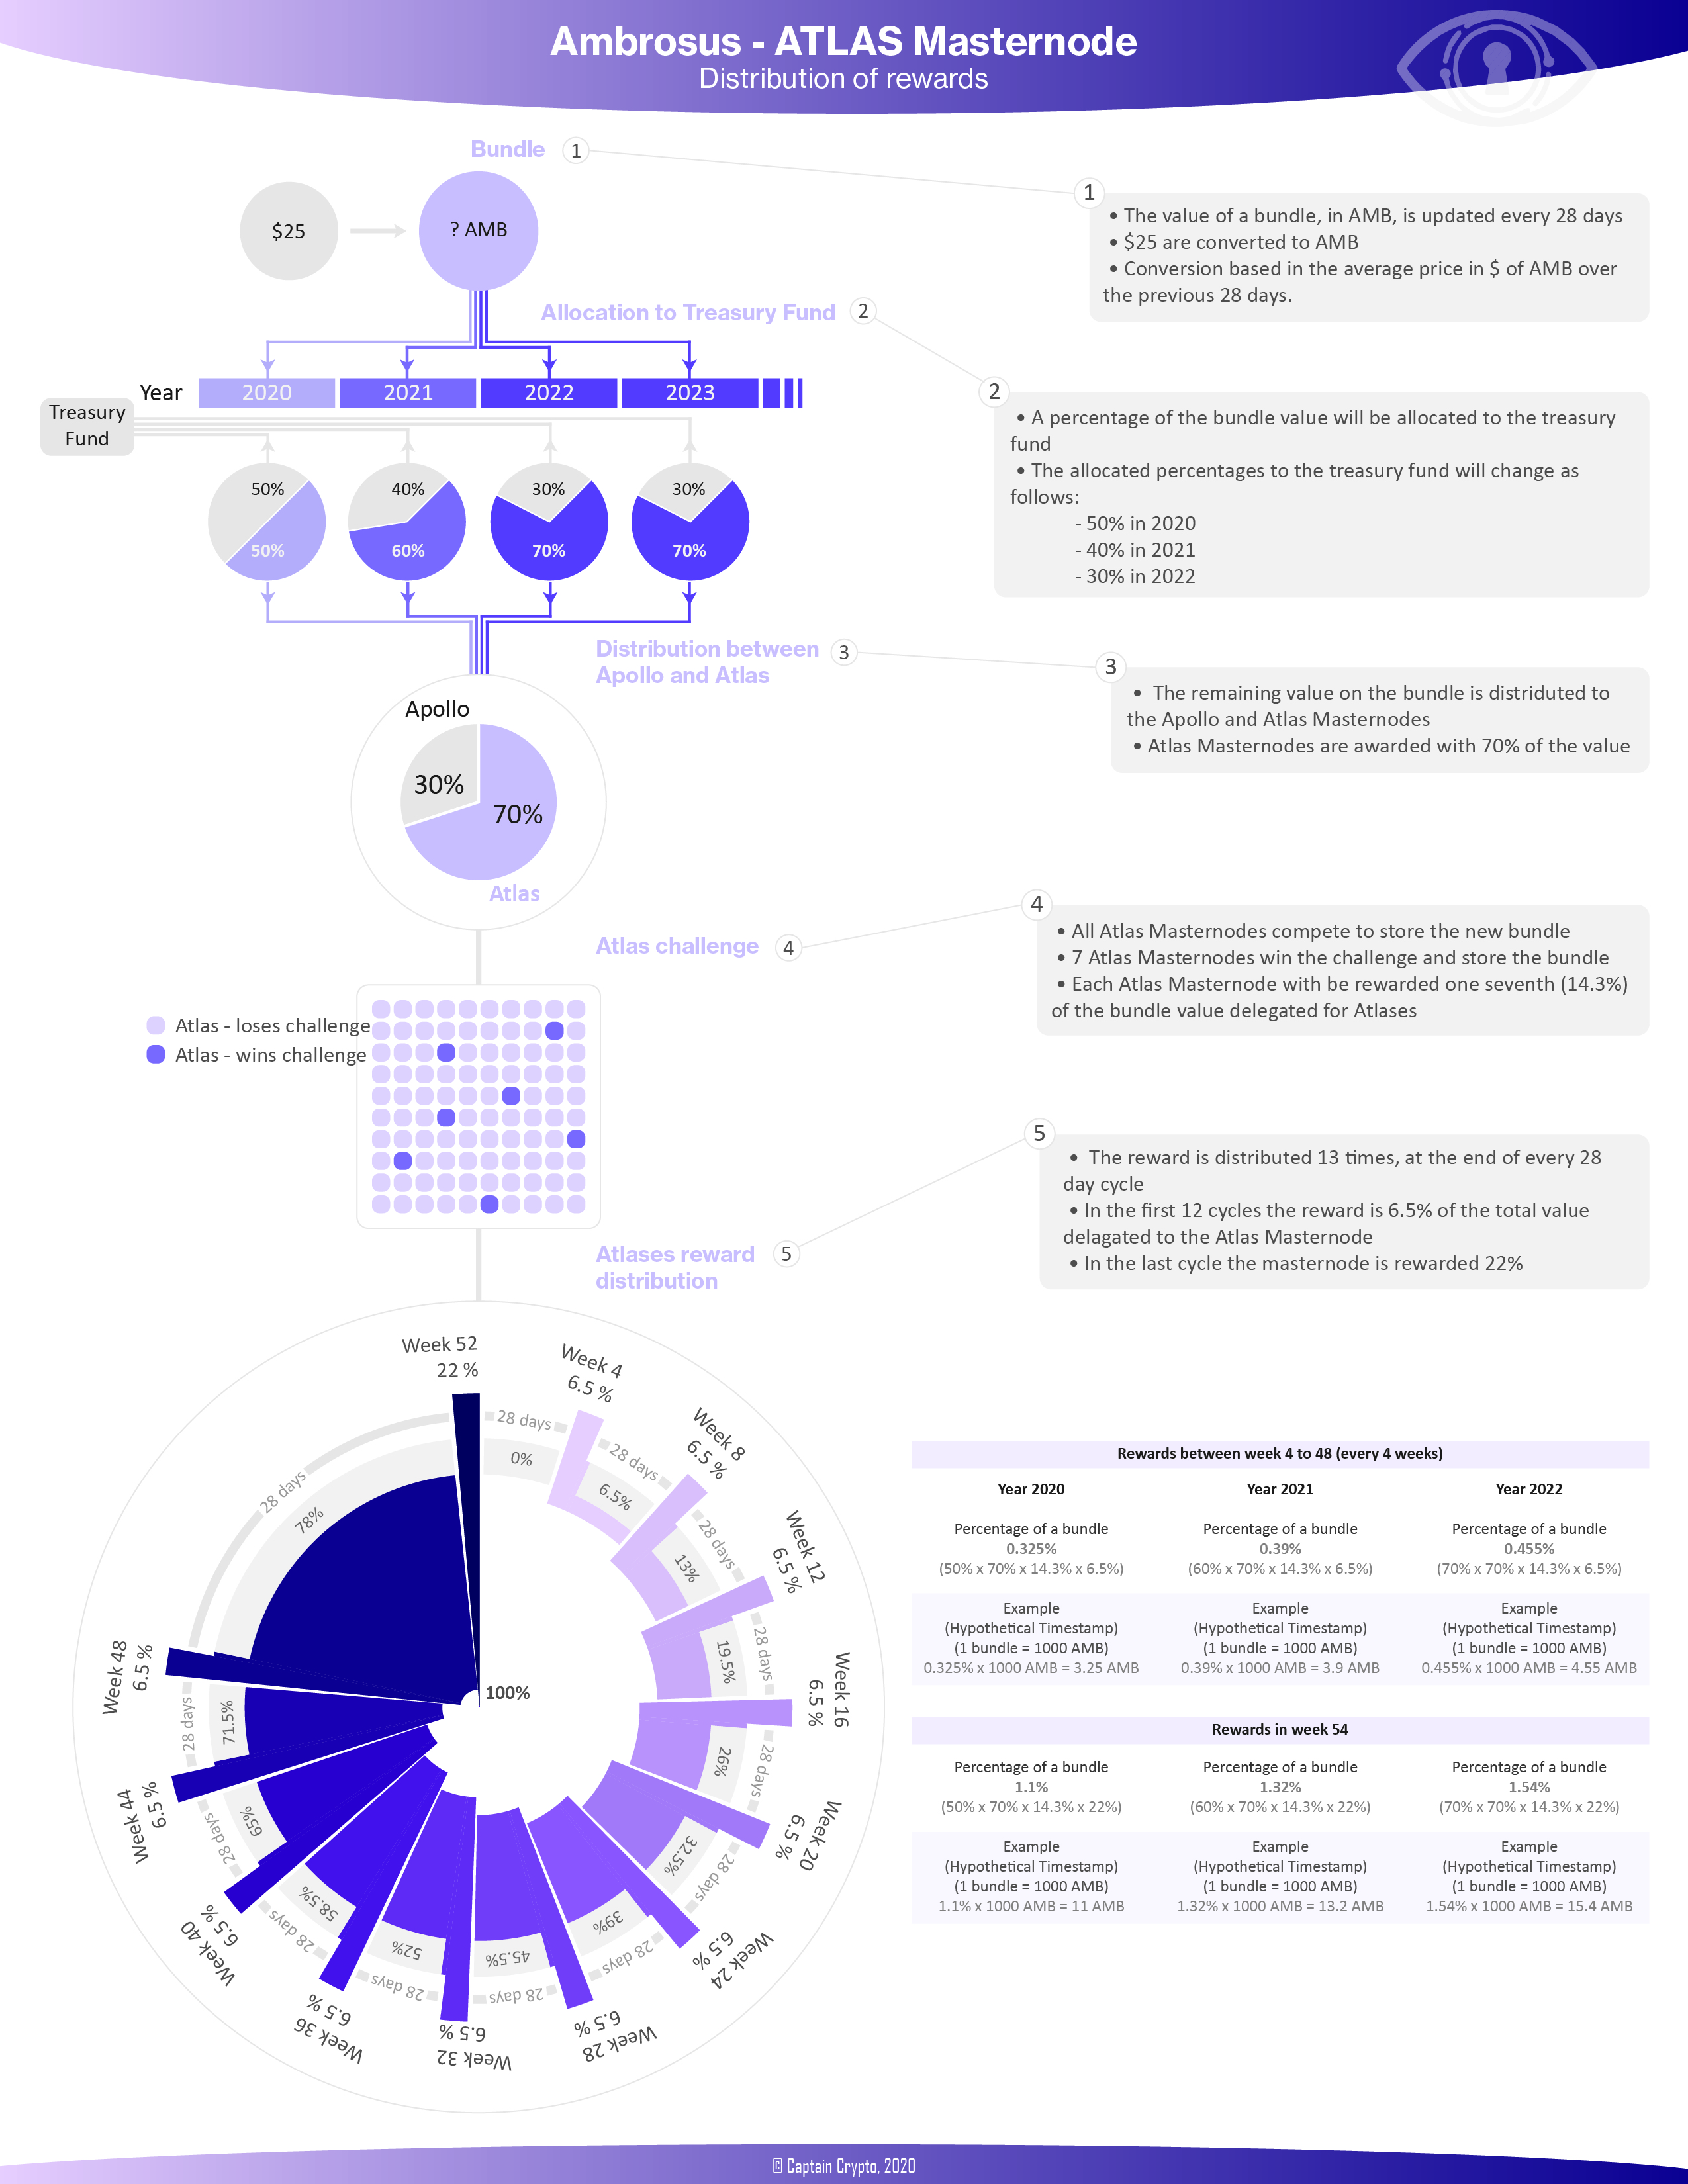 Ambrosus - ATLAS Masternode
Distribution of rewards
Bundle 1
$25
? AMB
1
• The value of a bundle, in AMB, is updated every 28 days
• $25 are converted to AMB
• Conversion based in the average price in $ of AMB over
the previous 28 days.
Allocation to Treasury Fund 2
Year 2020 2021 2022 2023
Treasury
Fund
50% 40% 30% 30%
50% 60% 70% 70%
2
• A percentage of the bundle value will be allocated to the treasury
fund
• The allocated percentages to the treasury fund will change as
follows:
- 50% in 2020
- 40% in 2021
- 30% in 2022
Distribution between
Apollo and Atlas 3
Apollo
30%
70%
Atlas
3
• The remaining value on the bundle is distriduted to
the Apollo and Atlas Masternodes
• Atlas Masternodes are awarded with 70% of the value
Atlas challenge 4
Atlas - loses challenge
Atlas - wins challenge
4
• All Atlas Masternodes compete to store the new bundle
• 7 Atlas Masternodes win the challenge and store the bundle
• Each Atlas Masternode with be rewarded one seventh (14.3%)
of the bundle value delegated for Atlases
Atlases reward
distribution 5
5
• The reward is distributed 13 times, at the end of every 28
day cycle
• In the first 12 cycles the reward is 6.5% of the total value
delagated to the Atlas Masternode
• In the last cycle the masternode is rewarded 22%
28 days
0%
Week 4
6.5 %
28 days
6.5%
Week 8
6.5 %
28 days
13%
Week 12
6.5 %
28 days
19.5%
Week 16
6.5 %
28 days
26%
Week 20
6.5 %
28 days
32.5%
Week 24
6.5 %
28 days
39%
Week 28
6.5 %
28 days
45.5%
Week 32
6.5 %
28 days
52%
Week 36
6.5 %
28 days
58.5%
Week 40
6.5 %
28 days
65%
Week 44
6.5 %
28 days
71.5%
Week 48
6.5 %
28 days
78%
Week 52
22 %
100%
Rewards between week 4 to 48 (every 4 weeks)
Year 2020 Year 2021 Year 2022
Percentage of a bundle Percentage of a bundle Percentage of a bundle
0.325% 0.39% 0.455%
(50% x 70% x 14.3% x 6.5%) (60% x 70% x 14.3% x 6.5%) (70% x 70% x 14.3% x 6.5%)
Example Example Example
(Hypothetical Timestamp) (Hypothetical Timestamp) (Hypothetical Timestamp)
(1 bundle = 1000 AMB) (1 bundle = 1000 AMB) (1 bundle = 1000 AMB)
0.325% x 1000 AMB = 3.25 AMB 0.39% x 1000 AMB = 3.9 AMB 0.455% x 1000 AMB = 4.55 AMB
Rewards in week 54
Percentage of a bundle Percentage of a bundle Percentage of a bundle
1.1% 1.32% 1.54%
(50% x 70% x 14.3% x 22%) (60% x 70% x 14.3% x 22%) (70% x 70% x 14.3% x 22%)
Example Example Example
(Hypothetical Timestamp) (Hypothetical Timestamp) (Hypothetical Timestamp)
(1 bundle = 1000 AMB) (1 bundle = 1000 AMB) (1 bundle = 1000 AMB)
1.1% x 1000 AMB = 11 AMB 1.32% x 1000 AMB = 13.2 AMB 1.54% x 1000 AMB = 15.4 AMB
© Captain Crypto, 2020